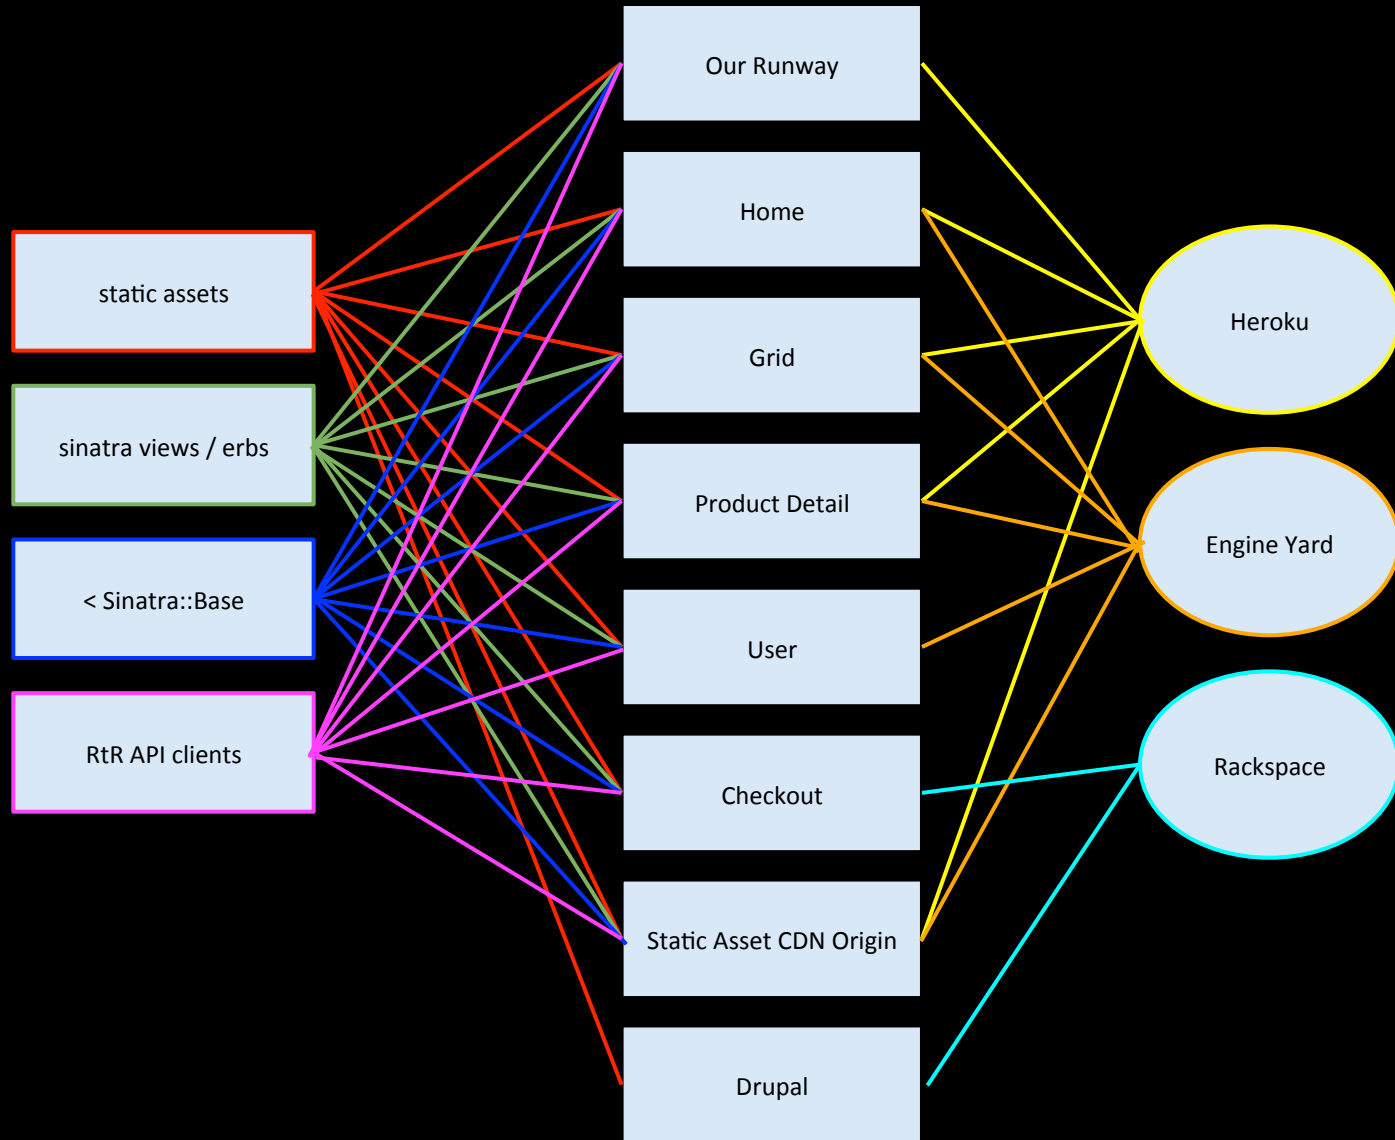 static assets
sinatra views / erbs
< Sinatra::Base
RtR API clients
Our Runway
Home
Grid
Product Detail
User
Checkout
Static Asset CDN Origin
Drupal
Heroku
Engine Yard
Rackspace